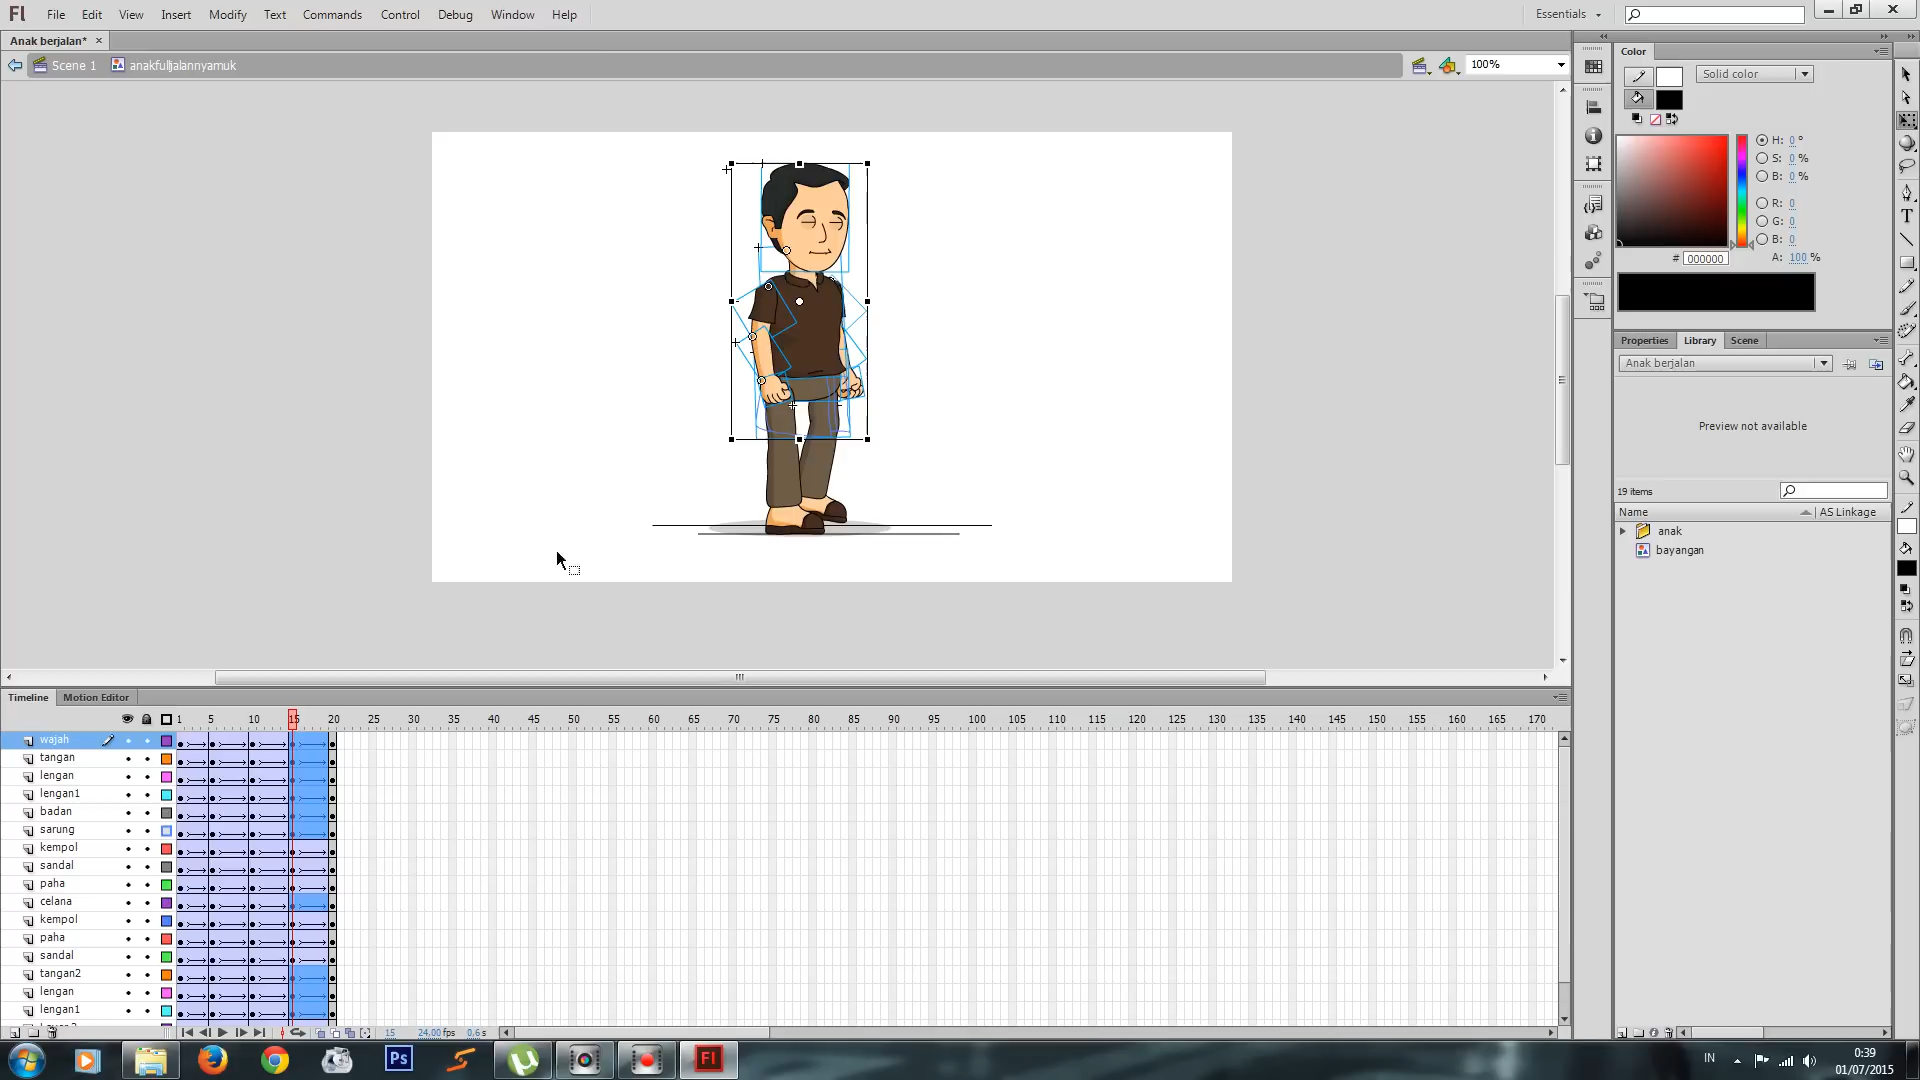 Fl File Edit View Insert Modify Text Commands Control Debug Window Help Essentials
Anak berjalan* ×
Scene 1 anakfuljalannyamuk 100%
Color
Solid color
H: 0 °
S: 0 %
B: 0 %
R: 0
G: 0
B: 0
# 000000 A: 100 %
Properties Library Scene
Anak berjalan
Preview not available
19 items
Name AS Linkage
anak
bayangan
Timeline Motion Editor
1 5 10 15 20 25 30 35 40 45 50 55 60 65 70 75 80 85 90 95 100 105 110 115 120 125 130 135 140 145 150 155 160 165 170
wajah
tangan
lengan
lengan1
badan
sarung
kempol
sandal
paha
celana
kempol
paha
sandal
tangan2
lengan
lengan1
15 24.00 fps 0.6 s
Ps Fl IN 0:39
01/07/2015